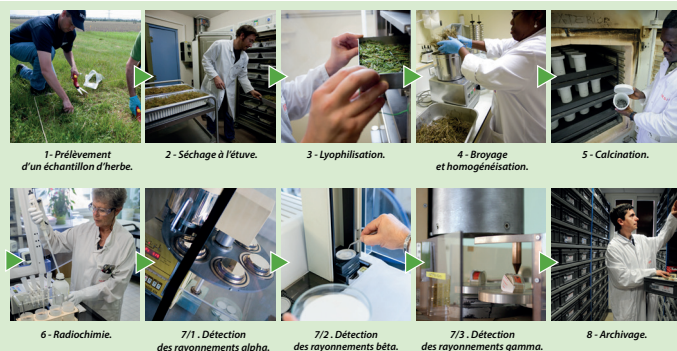 1- Prélèvement
d'un échantillon d'herbe.
2 - Séchage à l'étuve.
3 - Lyophilisation.
4 - Broyage
et homogénéisation.
5 - Calcination.
6 - Radiochimie.
7/1 . Détection
des rayonnements alpha.
7/2 . Détection
des rayonnements bêta.
7/3 . Détection
des rayonnements gamma.
8 - Archivage.